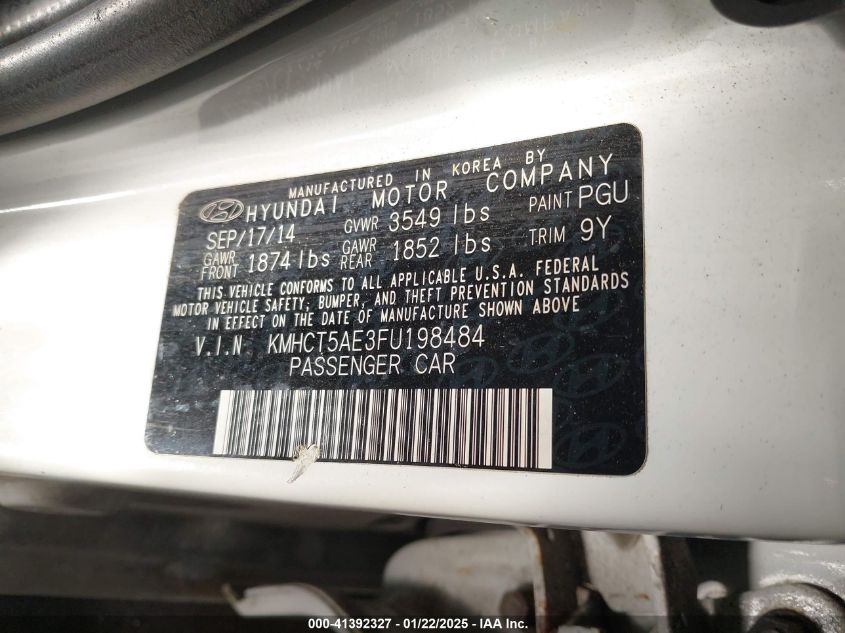 MANUFACTURED IN KOREA BY
HYUNDAI MOTOR COMPANY
SEP/17/14 GVWR 3549 lbs PAINT PGU
GAWR FRONT 1874 lbs GAWR REAR 1852 lbs TRIM 9Y
THIS VEHICLE CONFORMS TO ALL APPLICABLE U.S.A. FEDERAL
MOTOR VEHICLE SAFETY, BUMPER, AND THEFT PREVENTION STANDARDS
IN EFFECT ON THE DATE OF MANUFACTURE SHOWN ABOVE
V.I.N KMHCT5AE3FU198484
PASSENGER CAR
000-41392327 - 01/22/2025 - IAA Inc.